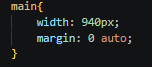 main{
    width: 940px;
    margin: 0 auto;
}